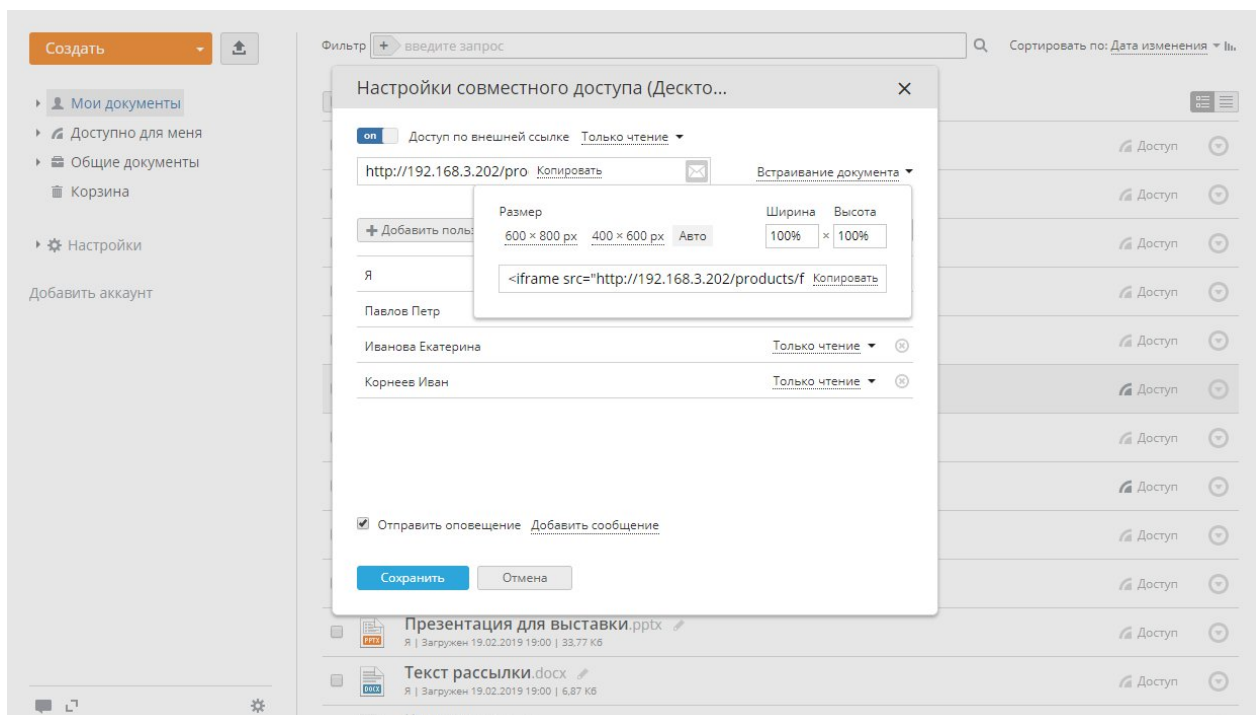 Создать
Фильтр + введите запрос
Сортировать по: Дата изменения
Мои документы
Доступно для меня
Общие документы
Корзина
Настройки
Добавить аккаунт
Настройки совместного доступа (Дескто...
on Доступ по внешней ссылке Только чтение
http://192.168.3.202/pro Копировать
Встраивание документа
Размер
Ширина Высота
600 × 800 px 400 × 600 px Авто 100% × 100%
<iframe src="http://192.168.3.202/products/f Копировать
Добавить
Я
Павлов Петр
Иванова Екатерина Только чтение
Корнеев Иван Только чтение
Отправить оповещение Добавить сообщение
Сохранить Отмена
Доступ
Доступ
Доступ
Доступ
Доступ
Доступ
Доступ
Доступ
Доступ
Доступ
Презентация для выставки.pptx
PPTX
Я | Загружен 19.02.2019 19:00 | 33,77 Кб
Доступ
Текст рассылки.docx
DOCX
Я | Загружен 19.02.2019 19:00 | 6,87 Кб
Доступ